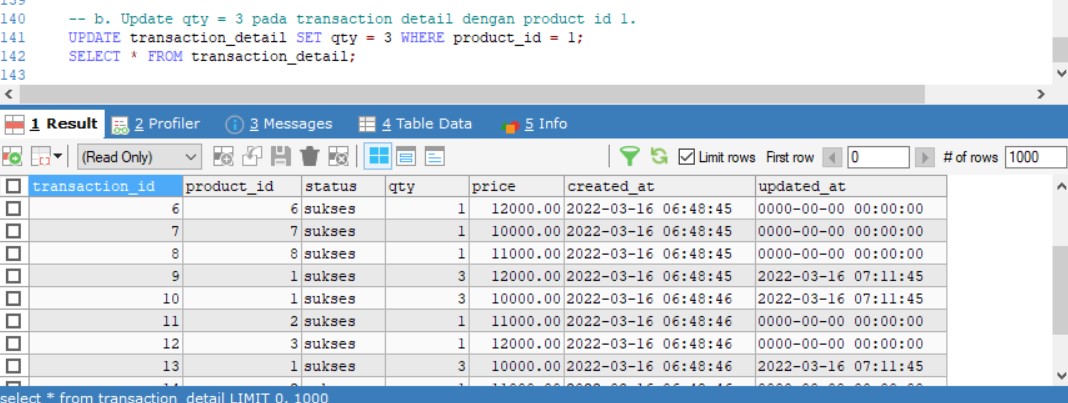 139
140 -- b. Update qty = 3 pada transaction detail dengan product id 1.
141 UPDATE transaction_detail SET qty = 3 WHERE product_id = 1;
142 SELECT * FROM transaction_detail;
143
1 Result 2 Profiler 3 Messages 4 Table Data 5 Info
(Read Only) Limit rows First row 0 # of rows 1000
transaction_id product_id status qty price created_at updated_at
6 6 sukses 1 12000.00 2022-03-16 06:48:45 0000-00-00 00:00:00
7 7 sukses 1 10000.00 2022-03-16 06:48:45 0000-00-00 00:00:00
8 8 sukses 1 11000.00 2022-03-16 06:48:45 0000-00-00 00:00:00
9 1 sukses 3 12000.00 2022-03-16 06:48:45 2022-03-16 07:11:45
10 1 sukses 3 10000.00 2022-03-16 06:48:46 2022-03-16 07:11:45
11 2 sukses 1 11000.00 2022-03-16 06:48:46 0000-00-00 00:00:00
12 3 sukses 1 12000.00 2022-03-16 06:48:46 0000-00-00 00:00:00
13 1 sukses 3 10000.00 2022-03-16 06:48:46 2022-03-16 07:11:45
select * from transaction_detail LIMIT 0, 1000